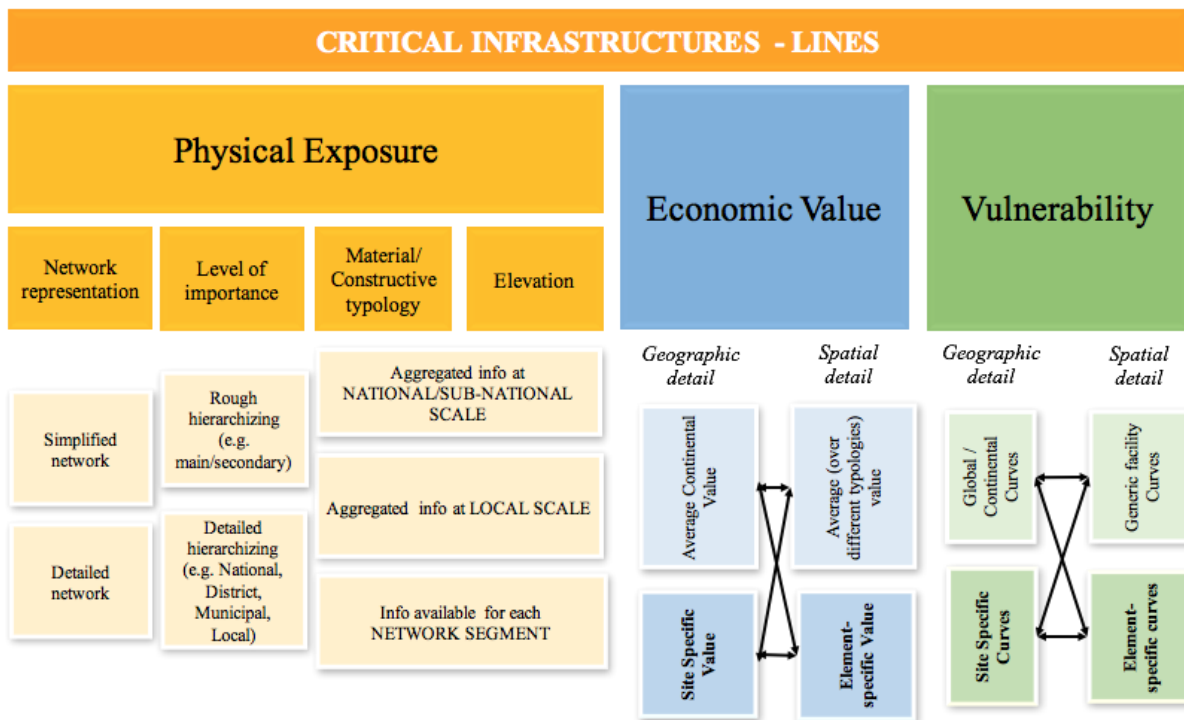 CRITICAL INFRASTRUCTURES - LINES
Physical Exposure
Economic Value
Vulnerability
Network
representation
Level of
importance
Material/
Constructive
typology
Elevation
Simplified
network
Detailed
network
Rough
hierarchizing
(e.g.
main/secondary)
Detailed
hierarchizing
(e.g. National,
District,
Municipal,
Local)
Aggregated info at
NATIONAL/SUB-NATIONAL
SCALE
Aggregated info at LOCAL SCALE
Info available for each
NETWORK SEGMENT
Geographic
detail
Spatial
detail
Average Continental
Value
Average (over
different typologies)
value
Site Specific
Value
Element-
specific Value
Geographic
detail
Spatial
detail
Global /
Continental
Curves
Generic facility
Curves
Site Specific
Curves
Element-
specific curves